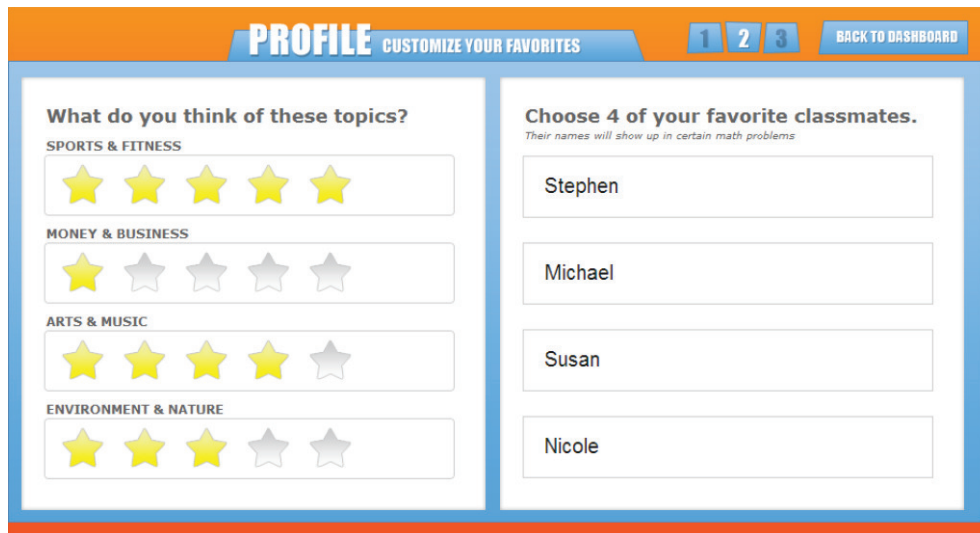 PROFILE CUSTOMIZE YOUR FAVORITES
1 2 3
BACK TO DASHBOARD
What do you think of these topics?
SPORTS & FITNESS
MONEY & BUSINESS
ARTS & MUSIC
ENVIRONMENT & NATURE
Choose 4 of your favorite classmates.
Their names will show up in certain math problems
Stephen
Michael
Susan
Nicole